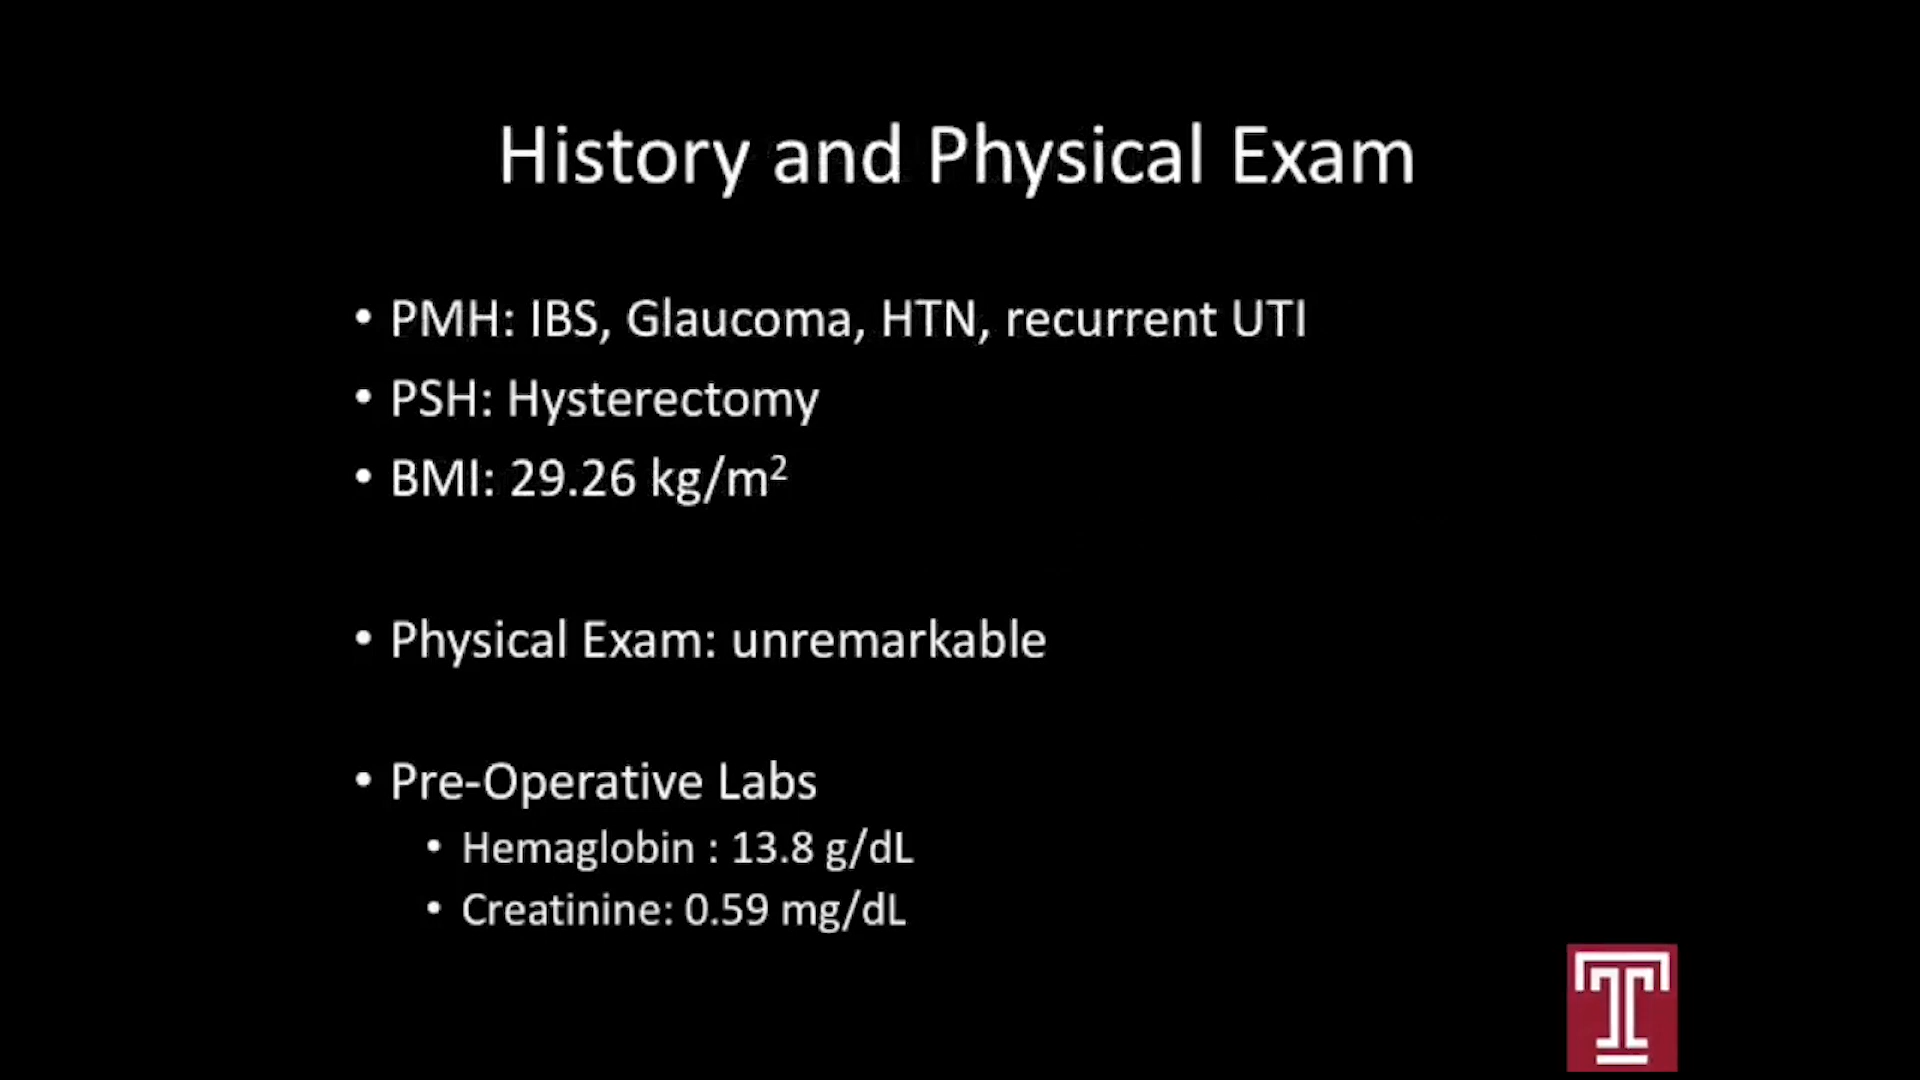 History and Physical Exam
• PMH: IBS, Glaucoma, HTN, recurrent UTI
• PSH: Hysterectomy
• BMI: 29.26 kg/m²
• Physical Exam: unremarkable
• Pre-Operative Labs
• Hemaglobin : 13.8 g/dL
• Creatinine: 0.59 mg/dL
T